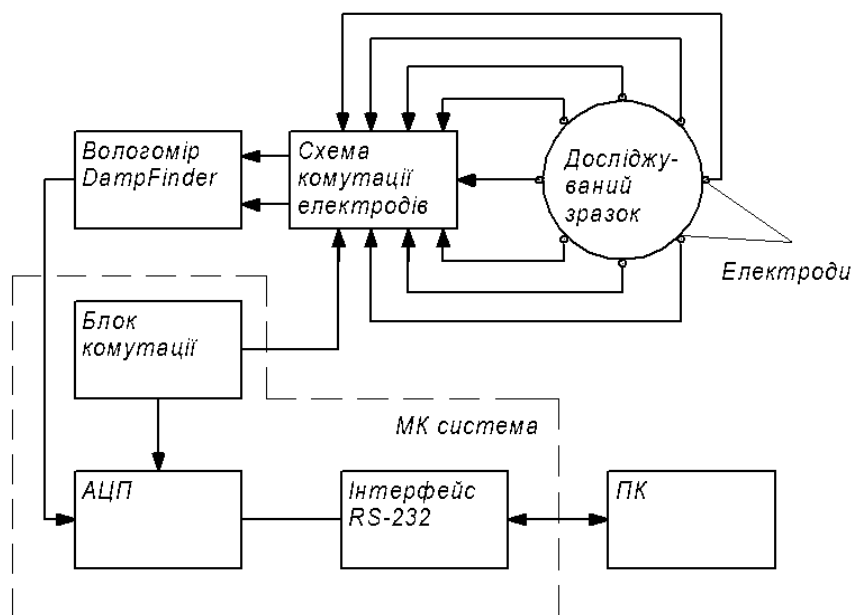 Вологомір
DampFinder
Схема
комутації
електродів
Досліджу-
ваний
зразок
Електроди
Блок
комутації
МК система
АЦП
Інтерфейс
RS-232
ПК